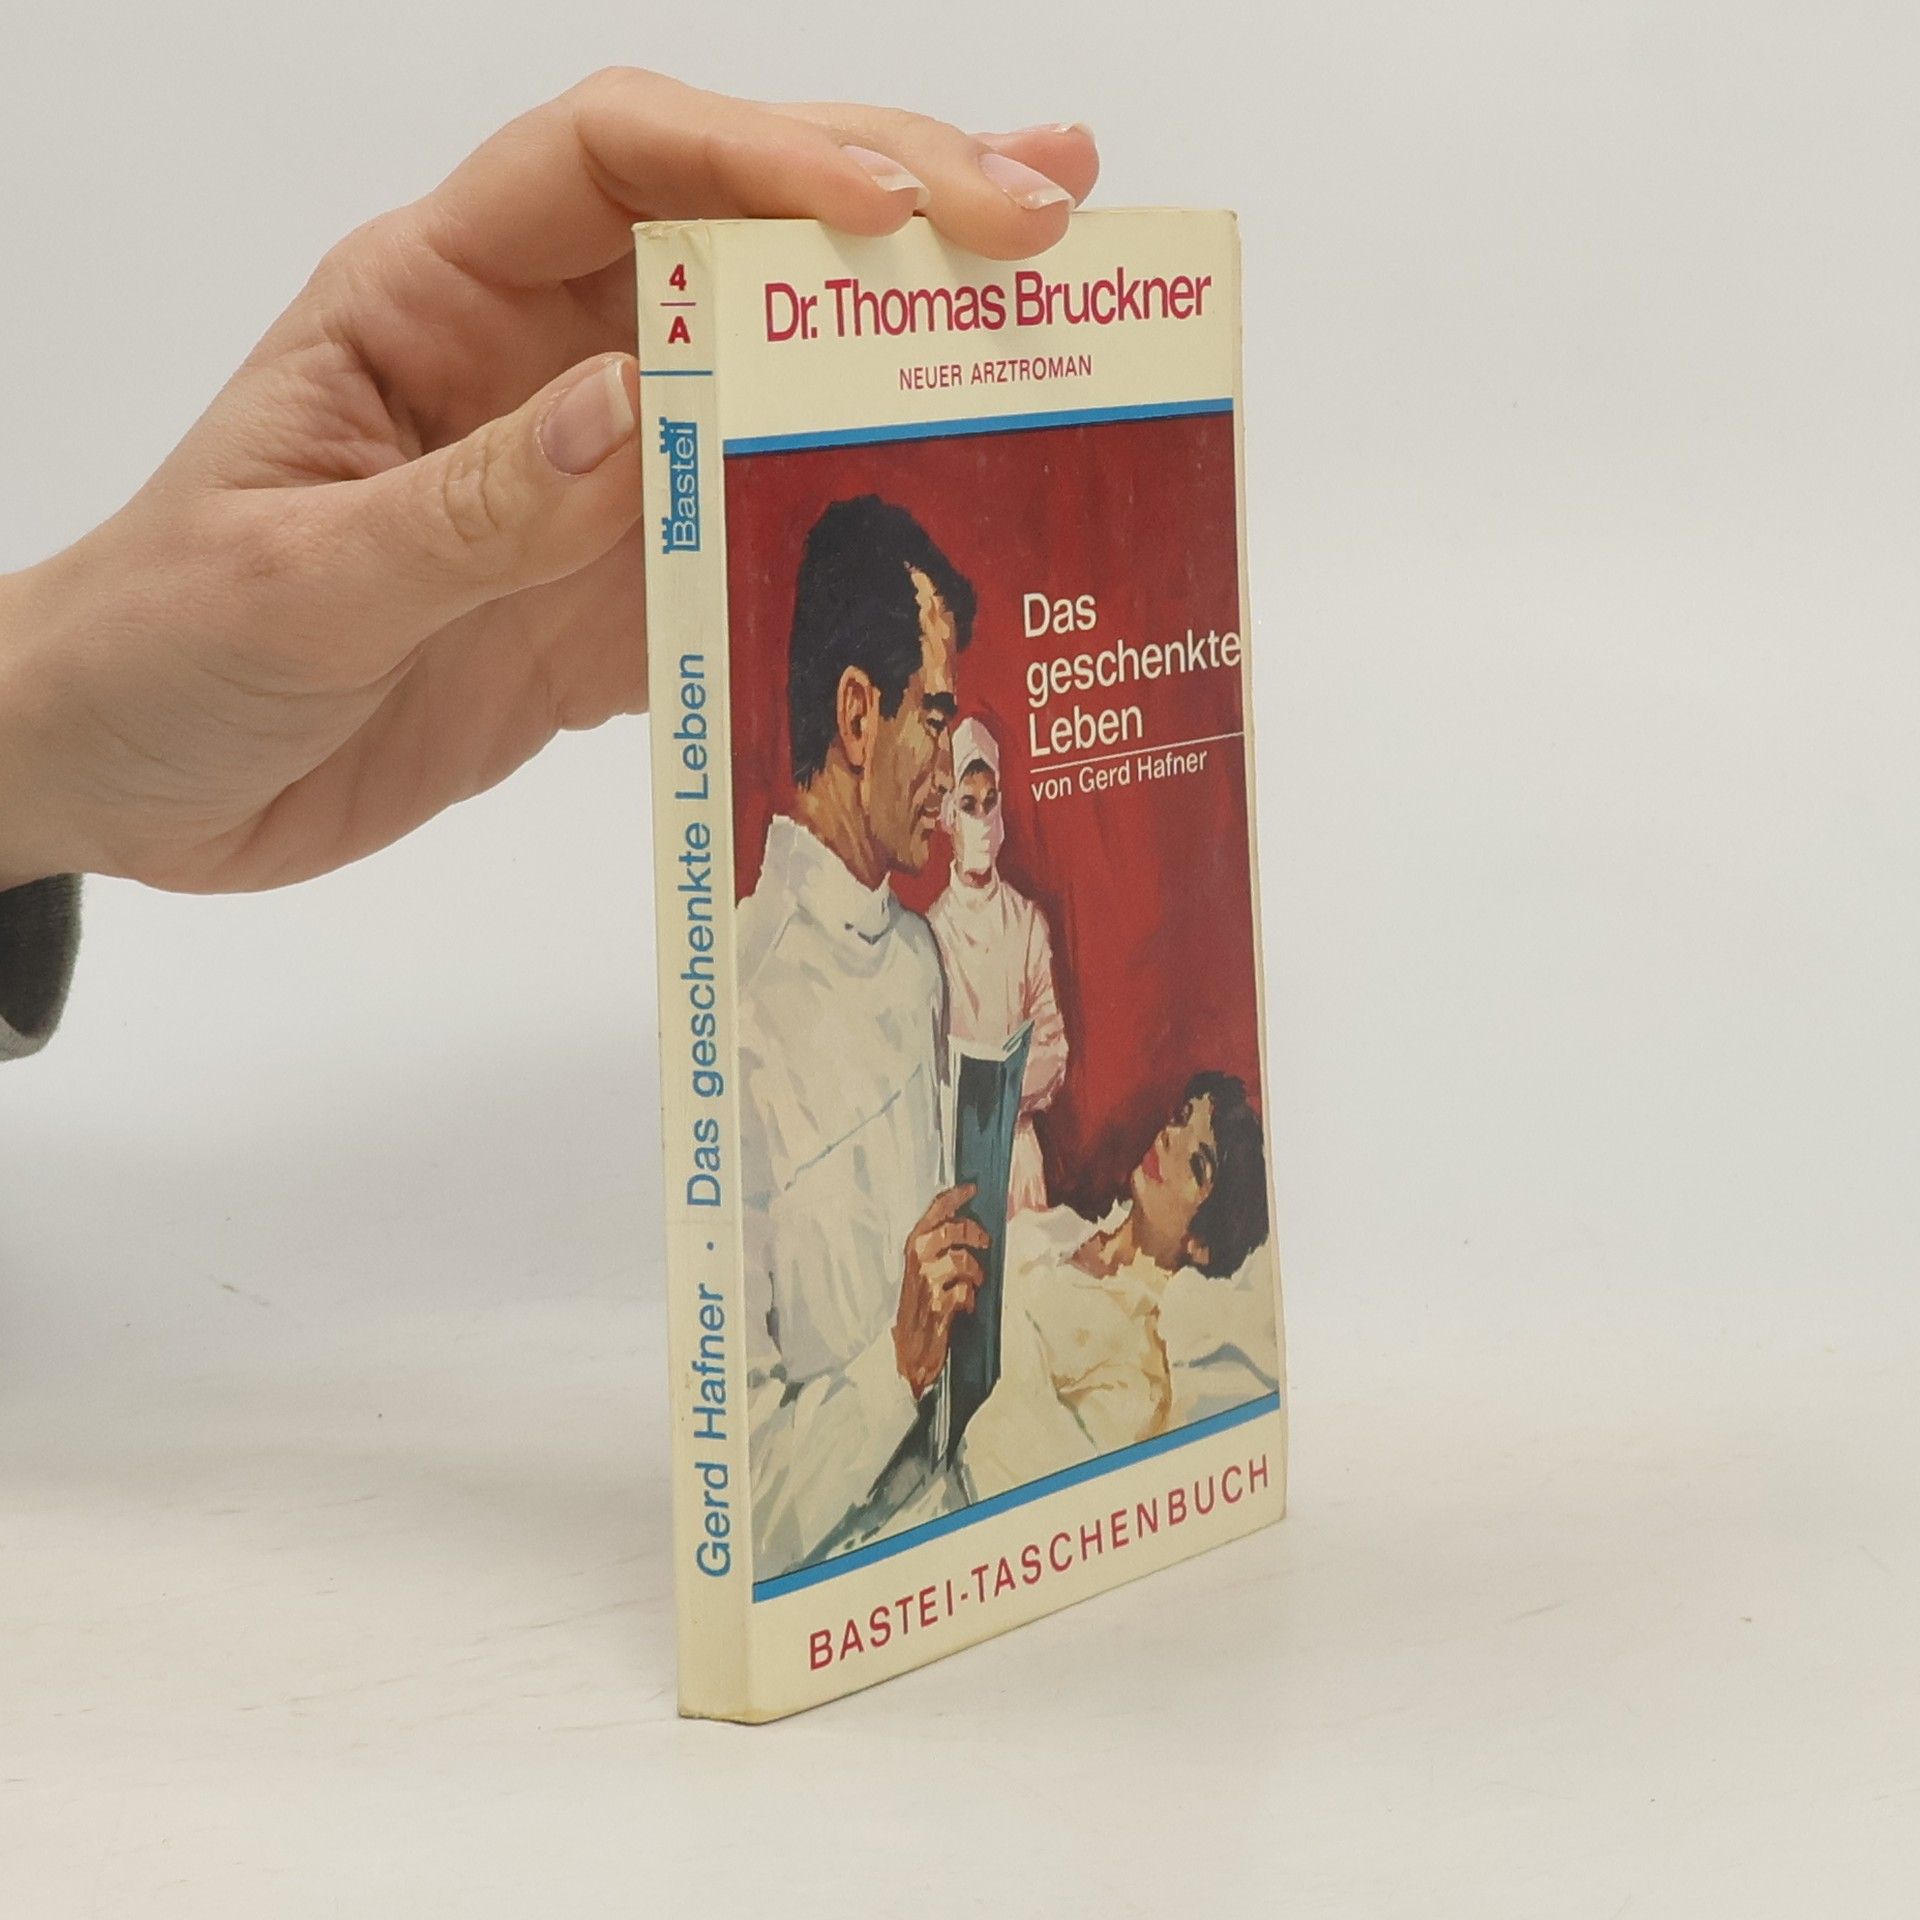 4
A
Bastei
Gerd Hafner · Das geschenkte Leben
Dr. Thomas Bruckner
NEUER ARZTROMAN
Das
geschenkte
Leben
von Gerd Hafner
BASTEI-TASCHENBUCH